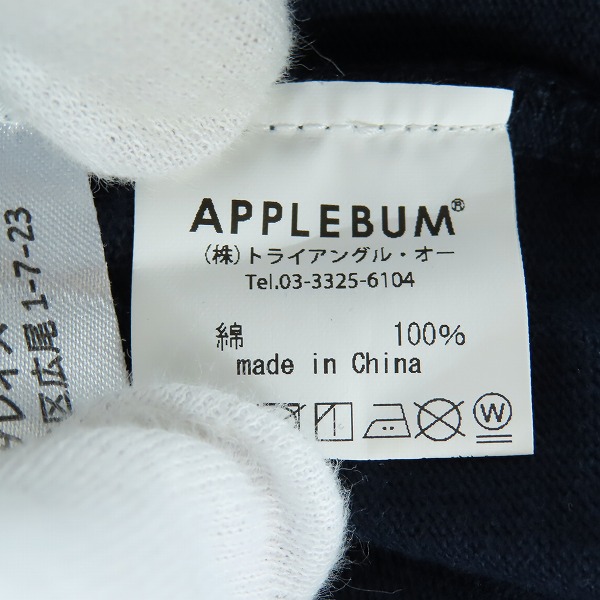 APPLEBUM®
(株)トライアングル・オー
Tel.03-3325-6104
綿 100%
made in China
W
区広尾 1-7-23